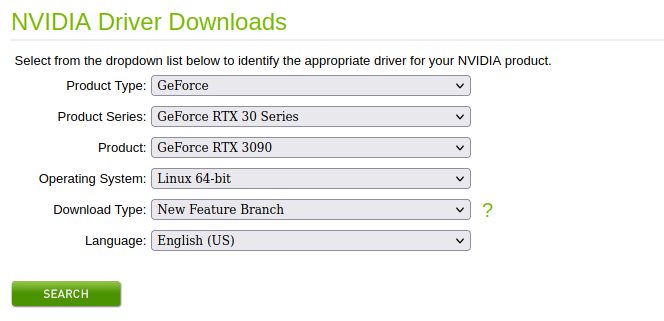 NVIDIA Driver Downloads
Select from the dropdown list below to identify the appropriate driver for your NVIDIA product.
Product Type: GeForce
Product Series: GeForce RTX 30 Series
Product: GeForce RTX 3090
Operating System: Linux 64-bit
Download Type: New Feature Branch ?
Language: English (US)
SEARCH